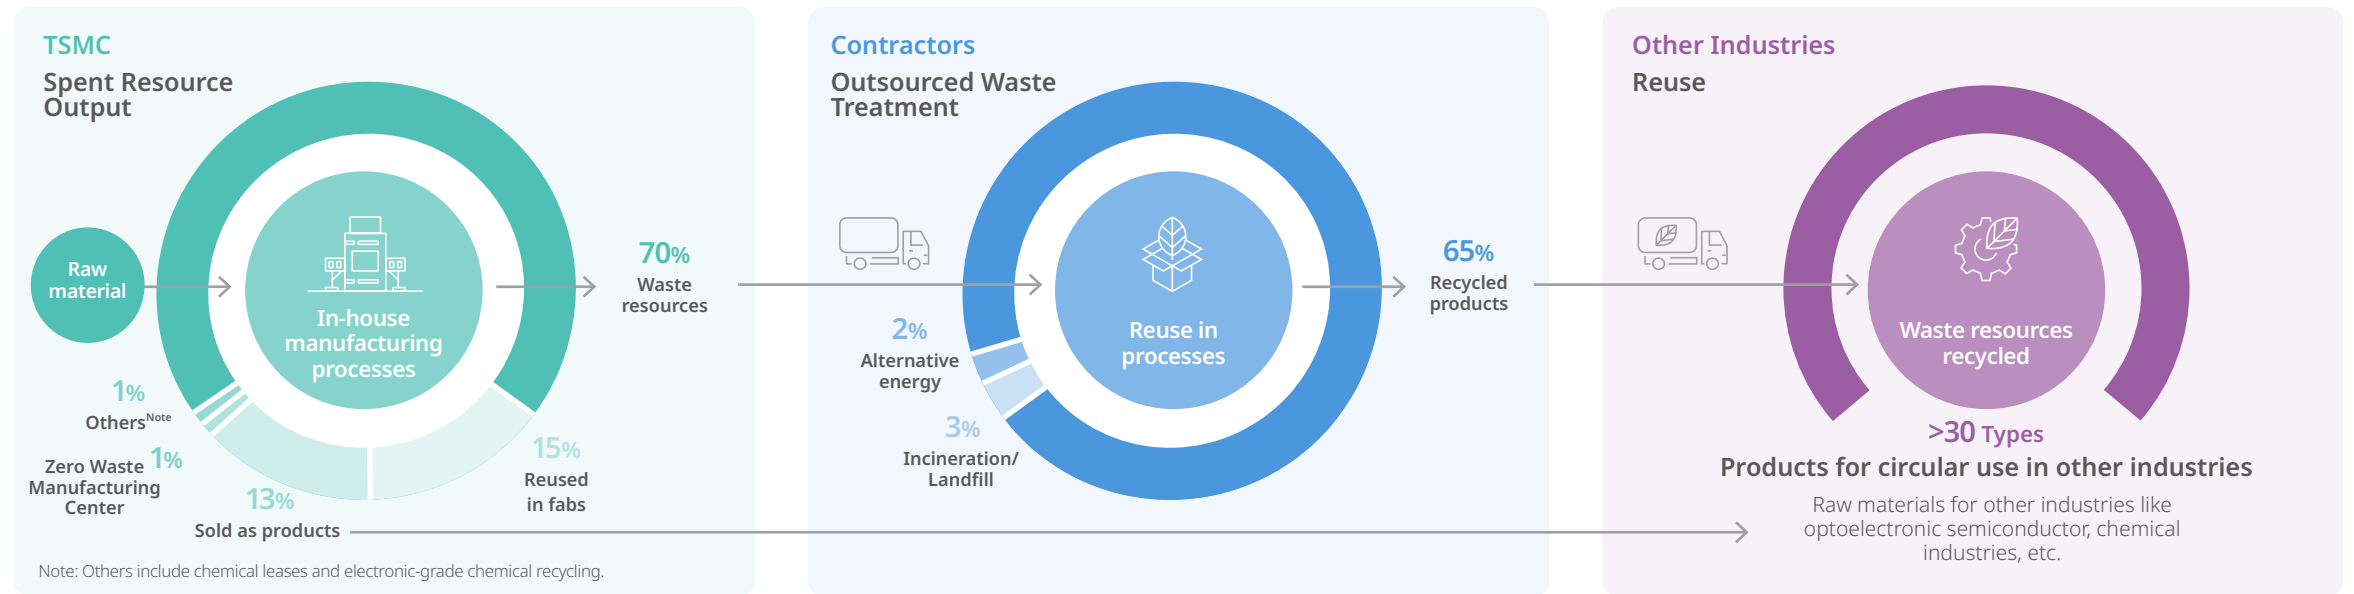 TSMC
Spent Resource
Output
Raw
material
In-house
manufacturing
processes
70%
Waste
resources
1%
Others Note
1%
Zero Waste
Manufacturing
Center
13%
Sold as products
15%
Reused
in fabs
Note: Others include chemical leases and electronic-grade chemical recycling.
Contractors
Outsourced Waste
Treatment
Reuse in
processes
65%
Recycled
products
2%
Alternative
energy
3%
Incineration/
Landfill
Other Industries
Reuse
Waste resources
recycled
>30 Types
Products for circular use in other industries
Raw materials for other industries like
optoelectronic semiconductor, chemical
industries, etc.